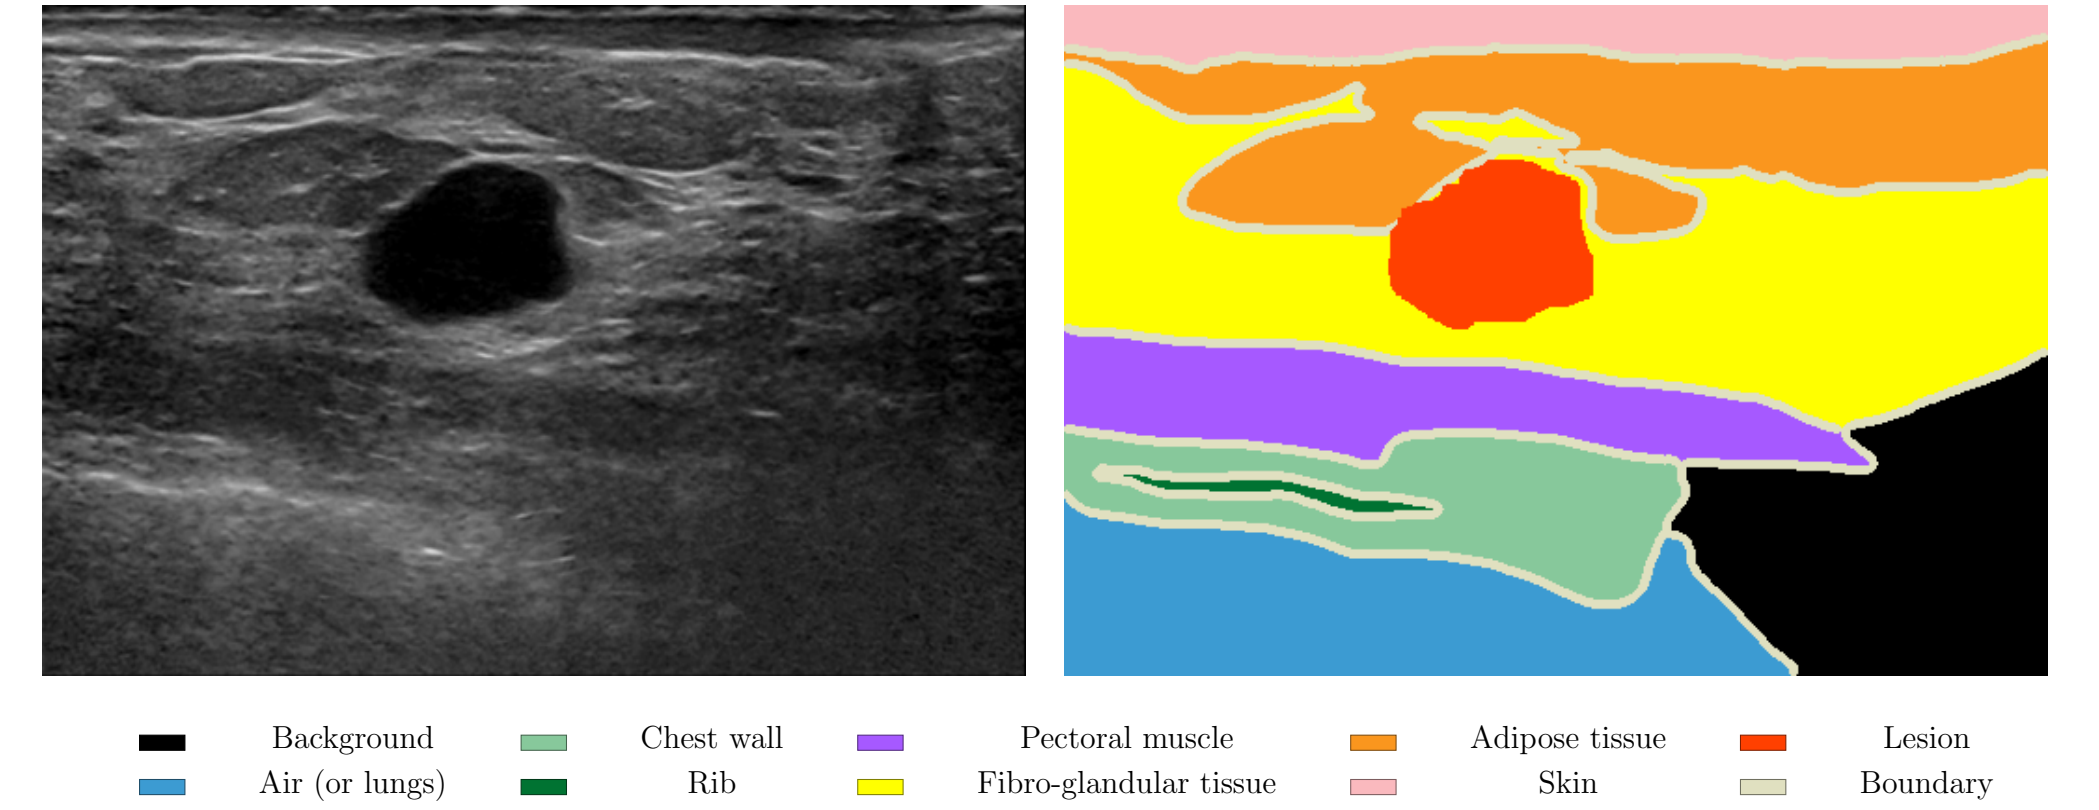 Background Chest wall Pectoral muscle Adipose tissue Lesion
Air (or lungs) Rib Fibro-glandular tissue Skin Boundary